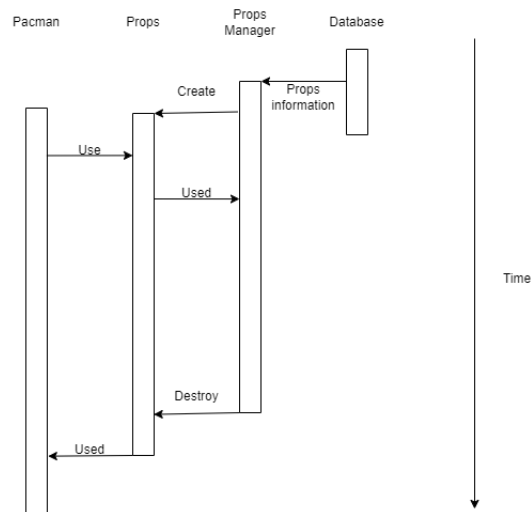 Pacman
Props
Props
Manager
Database
Create
Props
information
Use
Used
Time
Destroy
Used